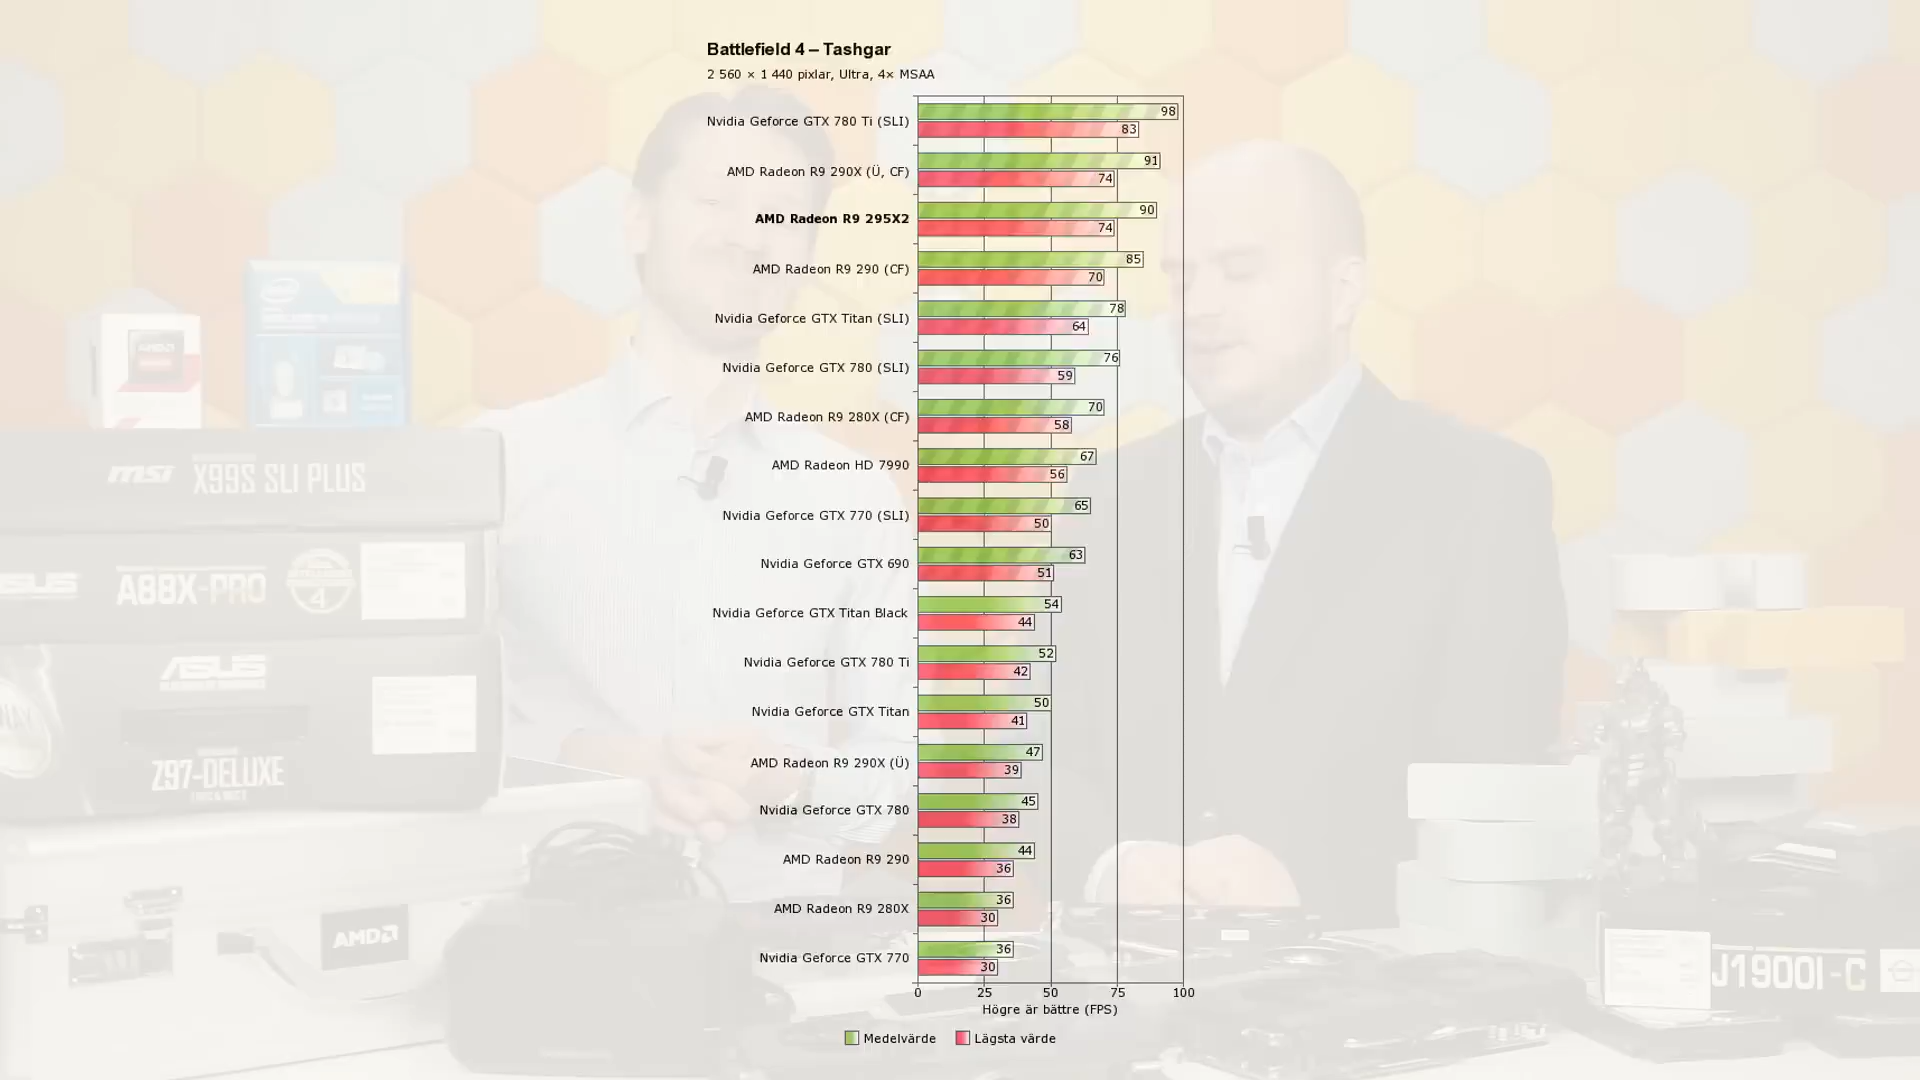 Battlefield 4 – Tashgar
2 560 × 1 440 pixlar, Ultra, 4× MSAA
Nvidia Geforce GTX 780 Ti (SLI) 98 83
AMD Radeon R9 290X (Ü, CF) 91 74
AMD Radeon R9 295X2 90 74
AMD Radeon R9 290 (CF) 85 70
Nvidia Geforce GTX Titan (SLI) 78 64
Nvidia Geforce GTX 780 (SLI) 76 59
AMD Radeon R9 280X (CF) 70 58
AMD Radeon HD 7990 67 56
Nvidia Geforce GTX 770 (SLI) 65 50
Nvidia Geforce GTX 690 63 51
Nvidia Geforce GTX Titan Black 54 44
Nvidia Geforce GTX 780 Ti 52 42
Nvidia Geforce GTX Titan 50 41
AMD Radeon R9 290X (Ü) 47 39
Nvidia Geforce GTX 780 45 38
AMD Radeon R9 290 44 36
AMD Radeon R9 280X 36 30
Nvidia Geforce GTX 770 36 30
0 25 50 75 100
Högre är bättre (FPS)
Medelvärde Lägsta värde
AMD
intel
msi X99S SLI PLUS
ASUS A88X-PRO
4
ASUS
Z97-DELUXE
AMD
J1900I-C